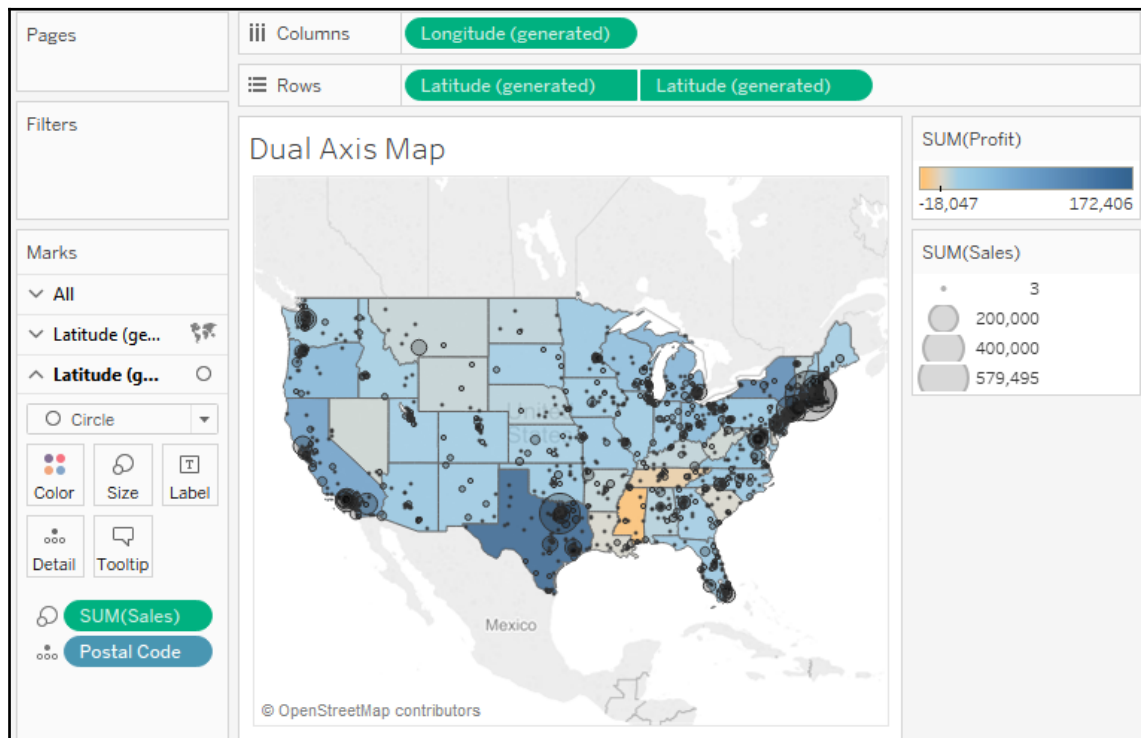 Pages
Columns
Longitude (generated)
Rows
Latitude (generated)
Latitude (generated)
Filters
Marks
All
Latitude (ge...
Latitude (g...
Circle
Color
Size
Label
Detail
Tooltip
SUM(Sales)
Postal Code
Dual Axis Map
United
States
Mexico
© OpenStreetMap contributors
SUM(Profit)
-18,047
172,406
SUM(Sales)
3
200,000
400,000
579,495